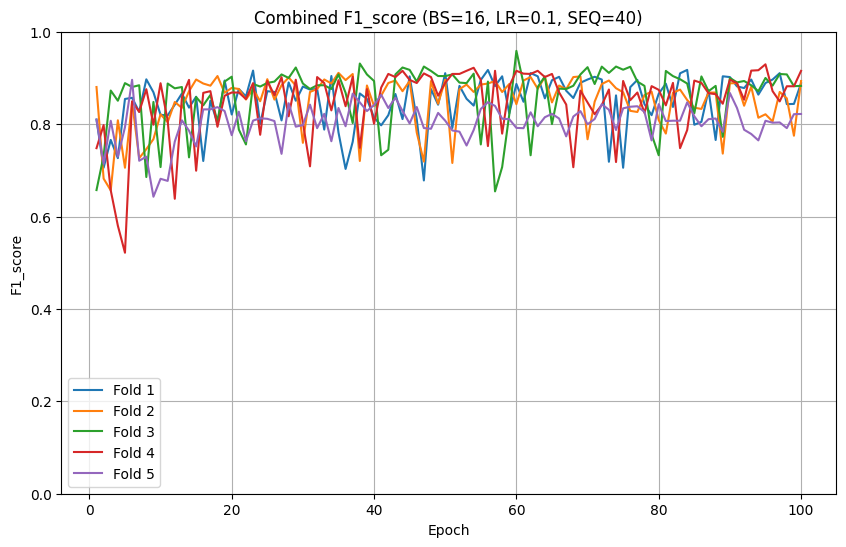 Combined F1_score (BS=16, LR=0.1, SEQ=40)
F1_score
1.0
0.8
0.6
0.4
0.2
0.0
Fold 1
Fold 2
Fold 3
Fold 4
Fold 5
0 20 40 60 80 100
Epoch